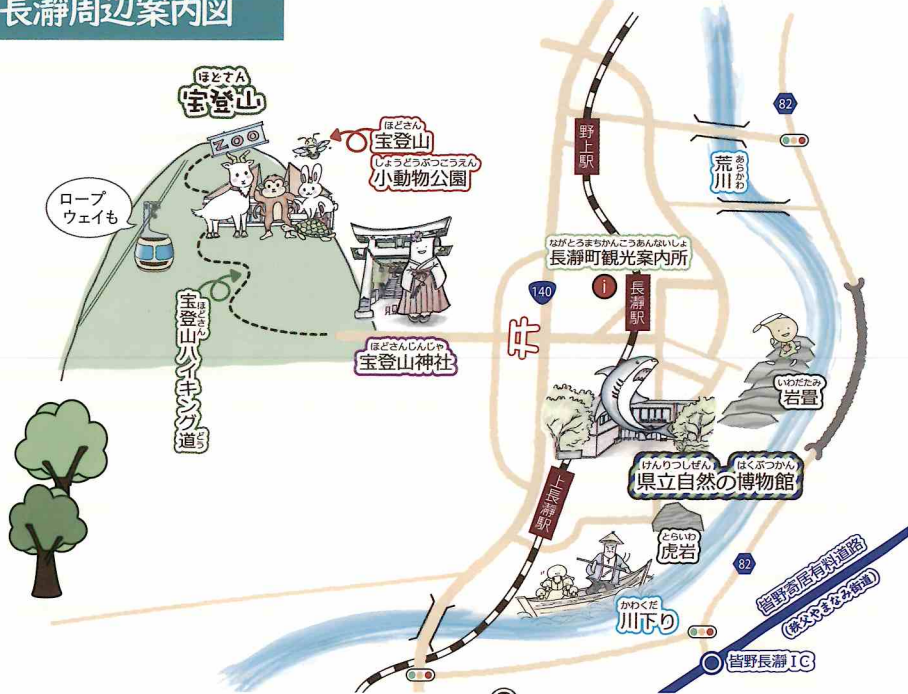 長瀞周辺案内図
ほどさん
宝登山
ZOO
ほどさん
宝登山
しょうどうぶつこうえん
小動物公園
ロープ
ウェイも
ほどさん
宝登山ハイキング道
どう
ほどさんじんじゃ
宝登山神社
野上駅
82
あらかわ
荒川
ながとろまちかんこうあんないしょ
長瀞町観光案内所
i
長瀞駅
140
いわだたみ
岩畳
けんりつしぜん はくぶつかん
県立自然の博物館
上長瀞駅
とらいわ
虎岩
かわくだ
川下り
82
皆野寄居有料道路
(秩父やまなみ街道)
皆野長瀞IC